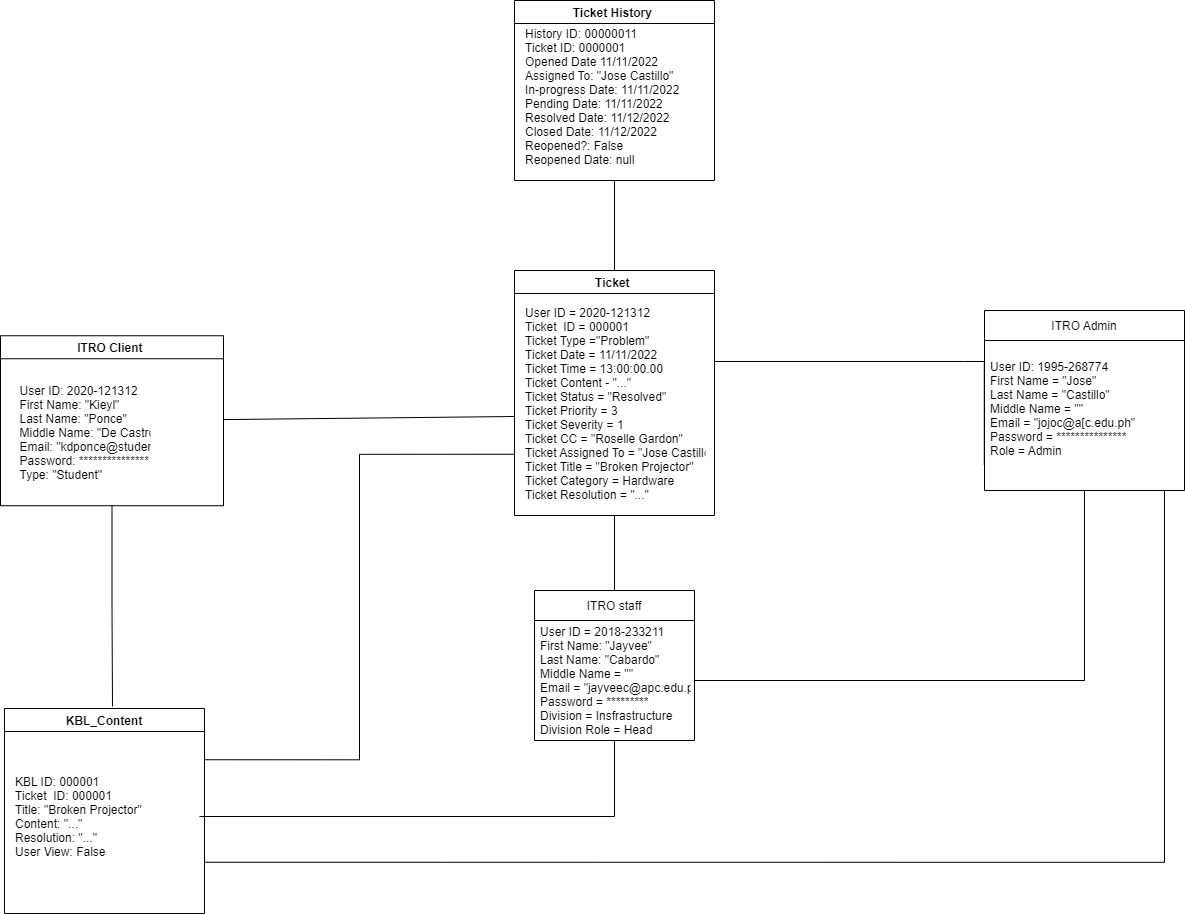 Ticket History
History ID: 00000011
Ticket ID: 0000001
Opened Date 11/11/2022
Assigned To: "Jose Castillo"
In-progress Date: 11/11/2022
Pending Date: 11/11/2022
Resolved Date: 11/12/2022
Closed Date: 11/12/2022
Reopened?: False
Reopened Date: null
Ticket
User ID = 2020-121312
Ticket  ID = 000001
Ticket Type ="Problem"
Ticket Date = 11/11/2022
Ticket Time = 13:00:00.00
Ticket Content - "..."
Ticket Status = "Resolved"
Ticket Priority = 3
Ticket Severity = 1
Ticket CC = "Roselle Gardon"
Ticket Assigned To = "Jose Castill
Ticket Title = "Broken Projector"
Ticket Category = Hardware
Ticket Resolution = "..."
ITRO Admin
User ID: 1995-268774
First Name = "Jose"
Last Name = "Castillo"
Middle Name = ""
Email = "jojoc@a[c.edu.ph"
Password = ***************
Role = Admin
ITRO Client
User ID: 2020-121312
First Name: "Kieyl"
Last Name: "Ponce"
Middle Name: "De Castr
Email: "kdponce@studer
Password: ***************
Type: "Student"
ITRO staff
User ID = 2018-233211
First Name: "Jayvee"
Last Name: "Cabardo"
Middle Name = ""
Email = "jayveec@apc.edu.p
Password = *********
Division = Insfrastructure
Division Role = Head
KBL_Content
KBL ID: 000001
Ticket  ID: 000001
Title: "Broken Projector"
Content: "..."
Resolution: "..."
User View: False